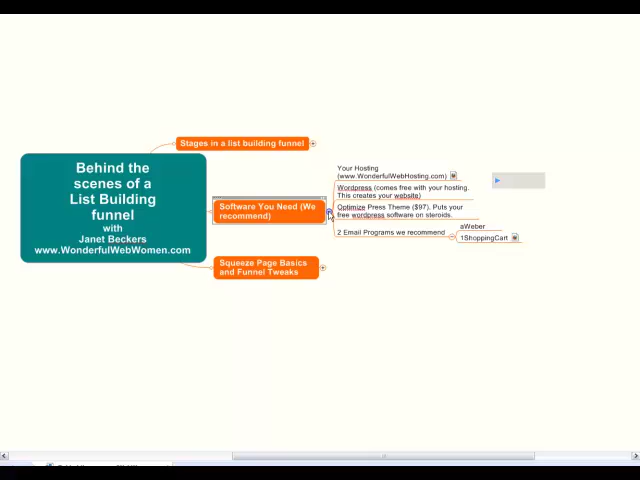 Stages in a list building funnel
Behind the
scenes of a
List Building
funnel
with
Janet Beckers
www.WonderfulWebWomen.com
Software You Need (We
recommend)
Your Hosting
(www.WonderfulWebHosting.com)
Wordpress (comes free with your hosting.
This creates your website)
Optimize Press Theme ($97). Puts your
free wordpress software on steroids.
2 Email Programs we recommend
aWeber
1ShoppingCart
Squeeze Page Basics
and Funnel Tweaks